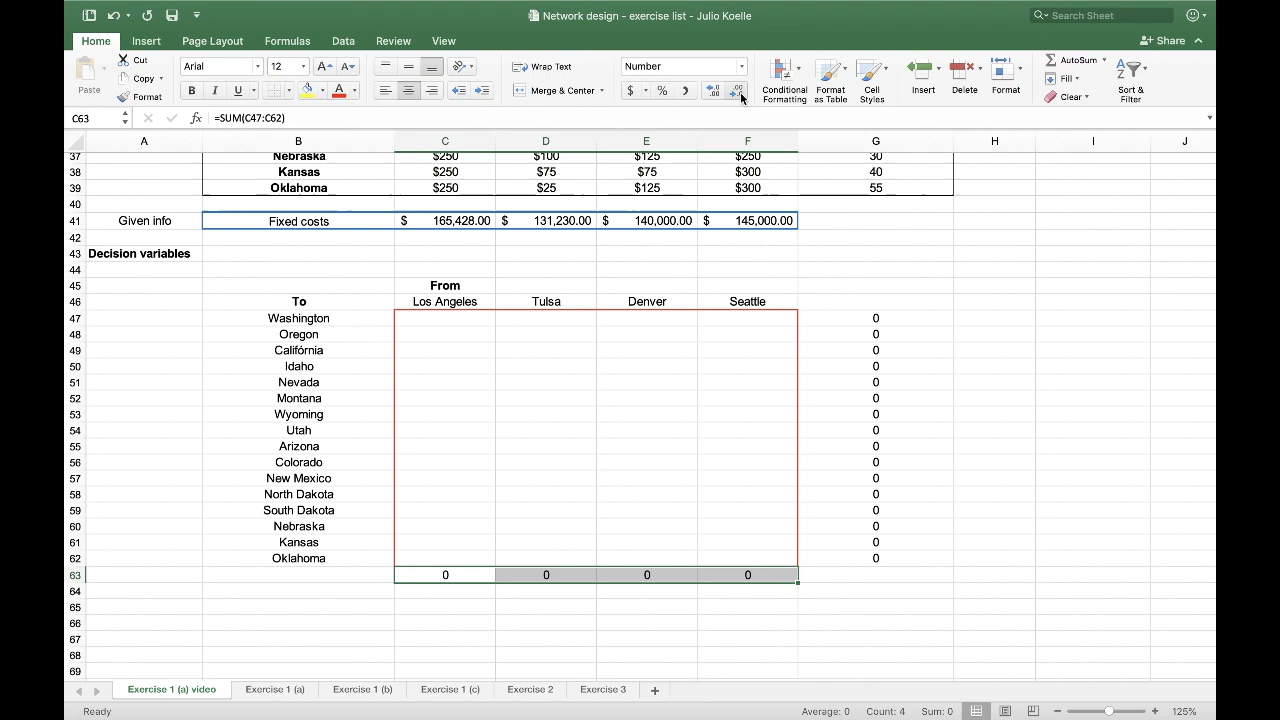 Network design - exercise list - Julio Koelle
Search Sheet
Home Insert Page Layout Formulas Data Review View
Share
Paste
Cut
Copy
Format
Arial 12
A A
B I U A
Wrap Text
Merge & Center
Number
$ %
Conditional Formatting
Format as Table
Cell Styles
Insert
Delete
Format
AutoSum
Fill
Clear
Sort & Filter
C63 fx =SUM(C47:C62)
A B C D E F G H I J
37 Nebraska $250 $100 $125 $250 30
38 Kansas $250 $75 $75 $300 40
39 Oklahoma $250 $25 $125 $300 55
40
41 Given info Fixed costs $ 165,428.00 $ 131,230.00 $ 140,000.00 $ 145,000.00
42
43 Decision variables
44
45 From
46 To Los Angeles Tulsa Denver Seattle
47 Washington 0
48 Oregon 0
49 Califórnia 0
50 Idaho 0
51 Nevada 0
52 Montana 0
53 Wyoming 0
54 Utah 0
55 Arizona 0
56 Colorado 0
57 New Mexico 0
58 North Dakota 0
59 South Dakota 0
60 Nebraska 0
61 Kansas 0
62 Oklahoma 0
63 0 0 0 0
64
65
66
67
68
69
Exercise 1 (a) video Exercise 1 (a) Exercise 1 (b) Exercise 1 (c) Exercise 2 Exercise 3 +
Ready Average: 0 Count: 4 Sum: 0 125%